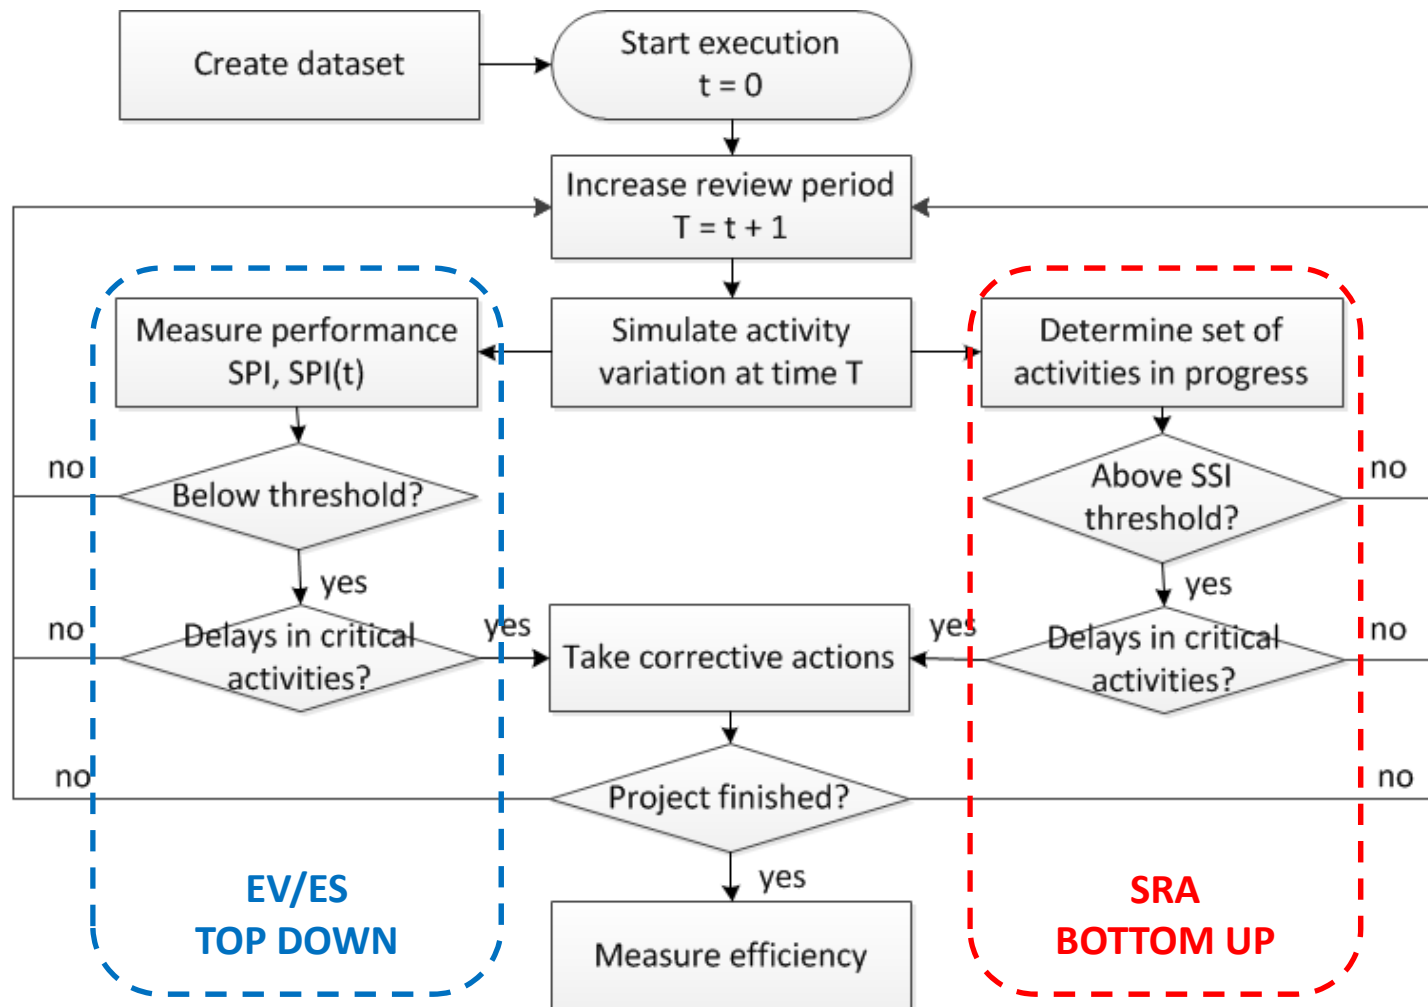 Create dataset
Start execution
t = 0
Increase review period
T = t + 1
Measure performance
SPI, SPI(t)
Simulate activity
variation at time T
Determine set of
activities in progress
no
Below threshold?
Above SSI
threshold?
no
yes
yes
no
Delays in critical
activities?
yes
Take corrective actions
yes
Delays in critical
activities?
no
no
Project finished?
no
yes
EV/ES
TOP DOWN
Measure efficiency
SRA
BOTTOM UP